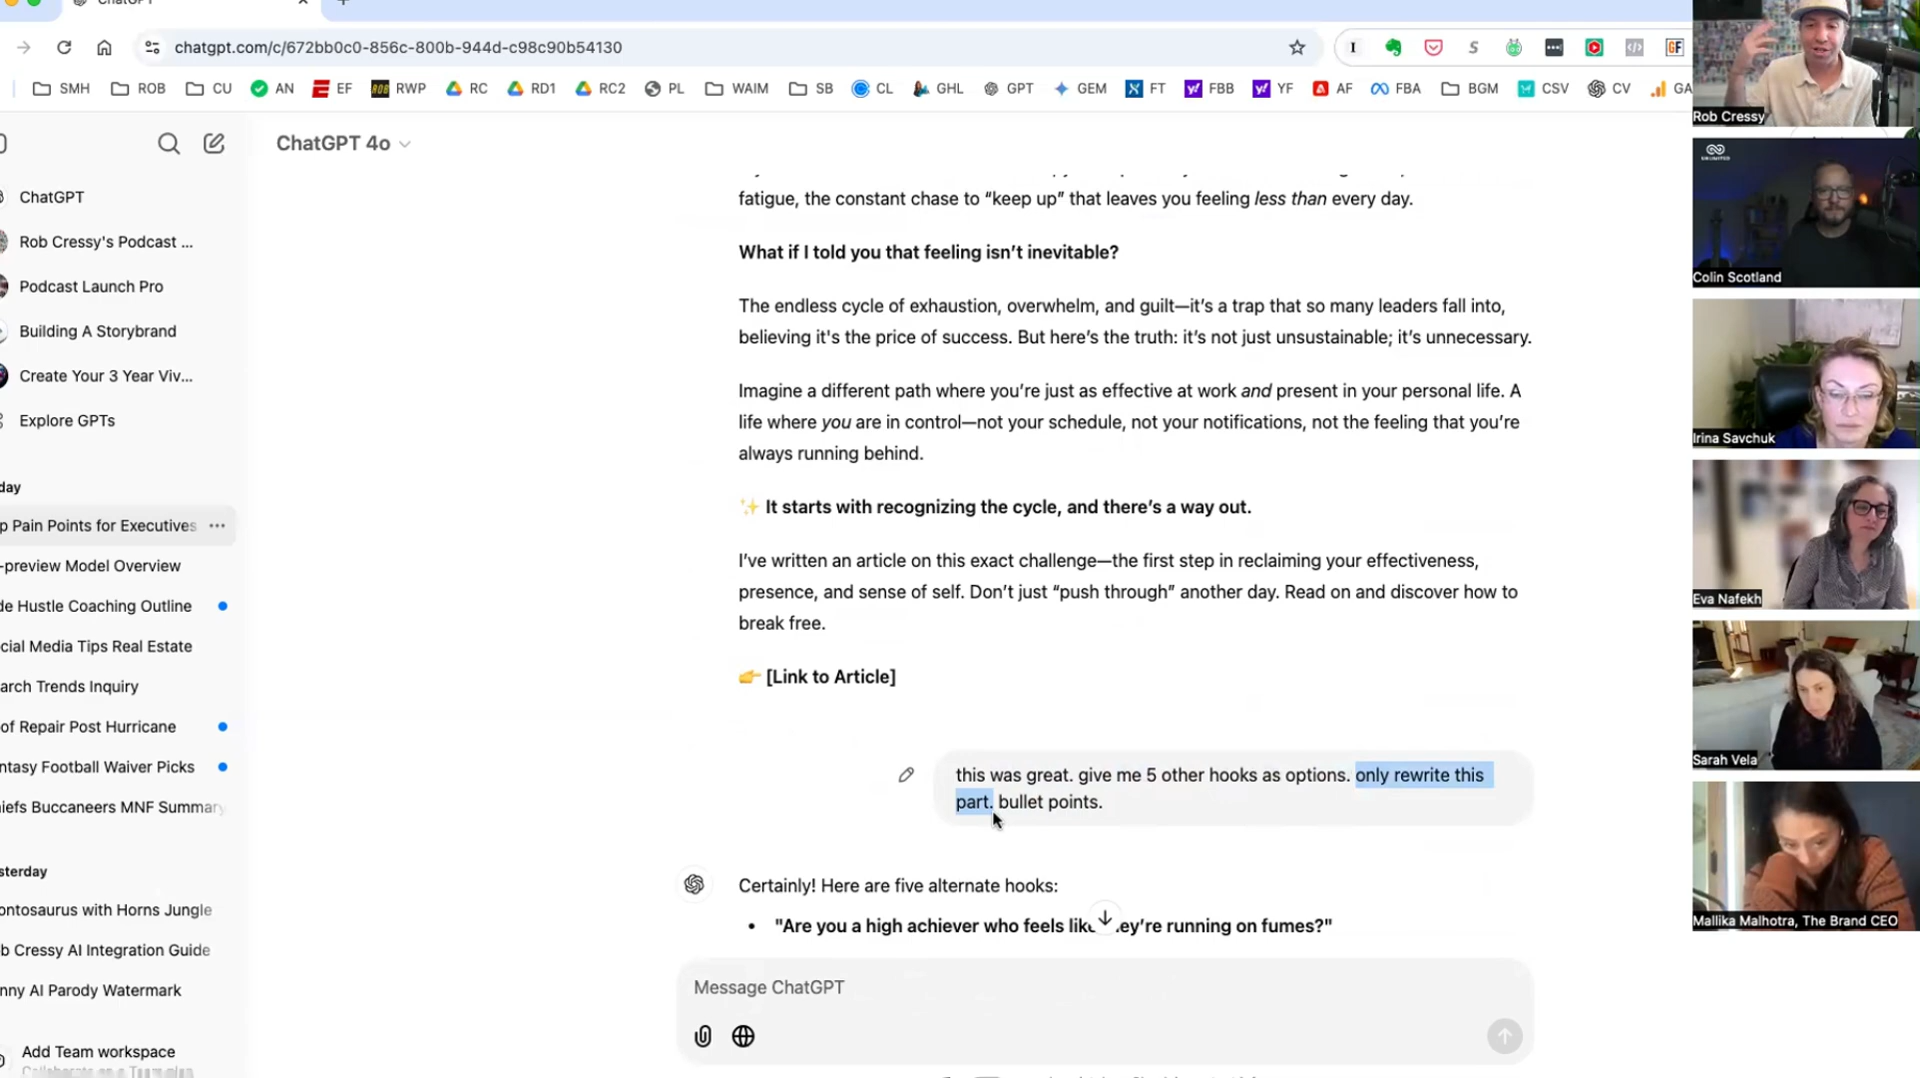 chatgpt.com/c/672bb0c0-856c-800b-944d-c98c90b54130
SMH ROB CU AN EF RWP RC RD1 RC2 PL WAIM SB CL GHL GPT GEM FT FBB YF AF FBA BGM CSV CV GA
ChatGPT 4o
ChatGPT
Rob Cressy's Podcast ...
Podcast Launch Pro
Building A Storybrand
Create Your 3 Year Viv...
Explore GPTs
day
p Pain Points for Executives
-preview Model Overview
de Hustle Coaching Outline
cial Media Tips Real Estate
arch Trends Inquiry
of Repair Post Hurricane
ntasy Football Waiver Picks
iefs Buccaneers MNF Summary
sterday
ontosaurus with Horns Jungle
b Cressy AI Integration Guide
nny AI Parody Watermark
Add Team workspace
fatigue, the constant chase to “keep up” that leaves you feeling less than every day.
What if I told you that feeling isn’t inevitable?
The endless cycle of exhaustion, overwhelm, and guilt—it’s a trap that so many leaders fall into,
believing it's the price of success. But here’s the truth: it’s not just unsustainable; it’s unnecessary.
Imagine a different path where you’re just as effective at work and present in your personal life. A
life where you are in control—not your schedule, not your notifications, not the feeling that you’re
always running behind.
✨ It starts with recognizing the cycle, and there’s a way out.
I’ve written an article on this exact challenge—the first step in reclaiming your effectiveness,
presence, and sense of self. Don’t just “push through” another day. Read on and discover how to
break free.
👉 [Link to Article]
this was great. give me 5 other hooks as options. only rewrite this
part. bullet points.
Certainly! Here are five alternate hooks:
• "Are you a high achiever who feels like they’re running on fumes?"
Message ChatGPT
Rob Cressy
UNLIMITED
Colin Scotland
Irina Savchuk
Eva Nafekh
Sarah Vela
Mallika Malhotra, The Brand CEO